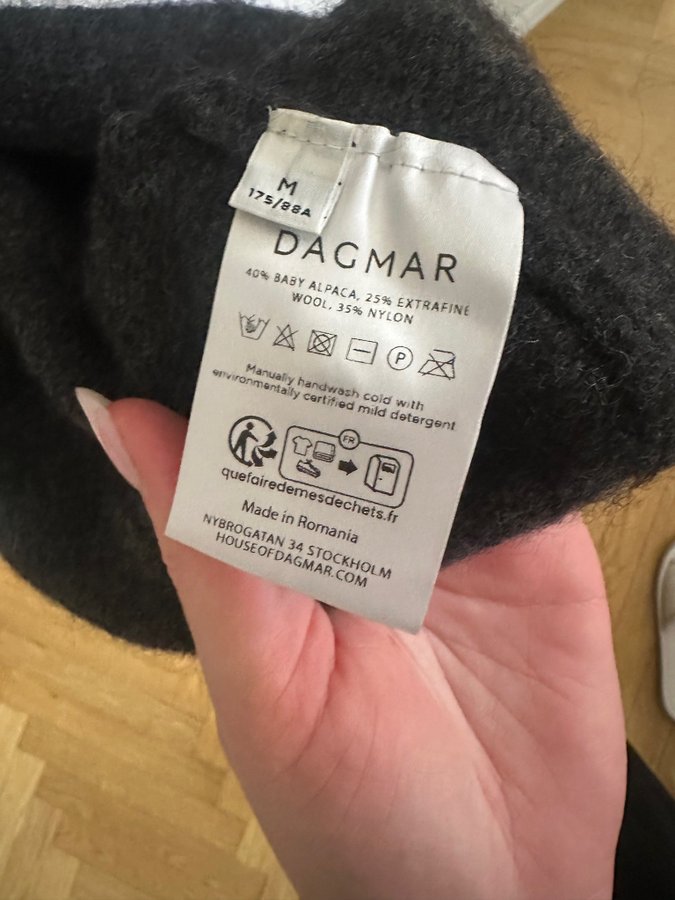 M
175/88A
DAGMAR
40% BABY ALPACA, 25% EXTRAFINE
WOOL, 35% NYLON
P
Manually handwash cold with
environmentally certified mild detergent
FR
quefairedemesdechets.fr
Made in Romania
NYBROGATAN 34 STOCKHOLM
HOUSEOFDAGMAR.COM